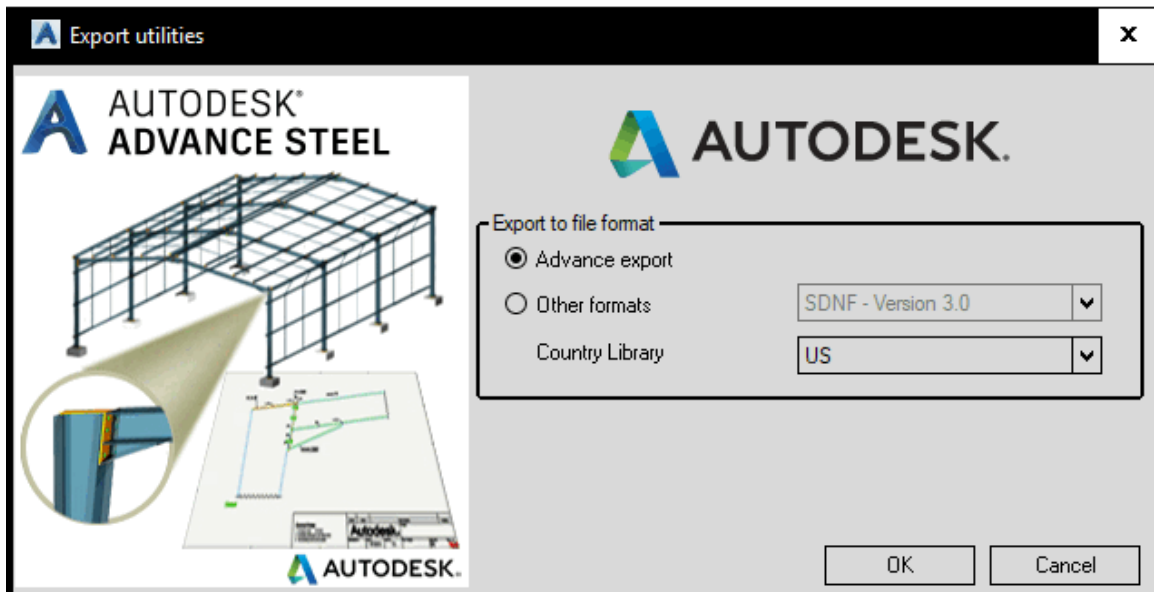 Export utilities
x
AUTODESK®
ADVANCE STEEL
AUTODESK.
Export to file format
Advance export
Other formats
SDNF - Version 3.0
Country Library
US
Autodesk
AUTODESK.
OK
Cancel